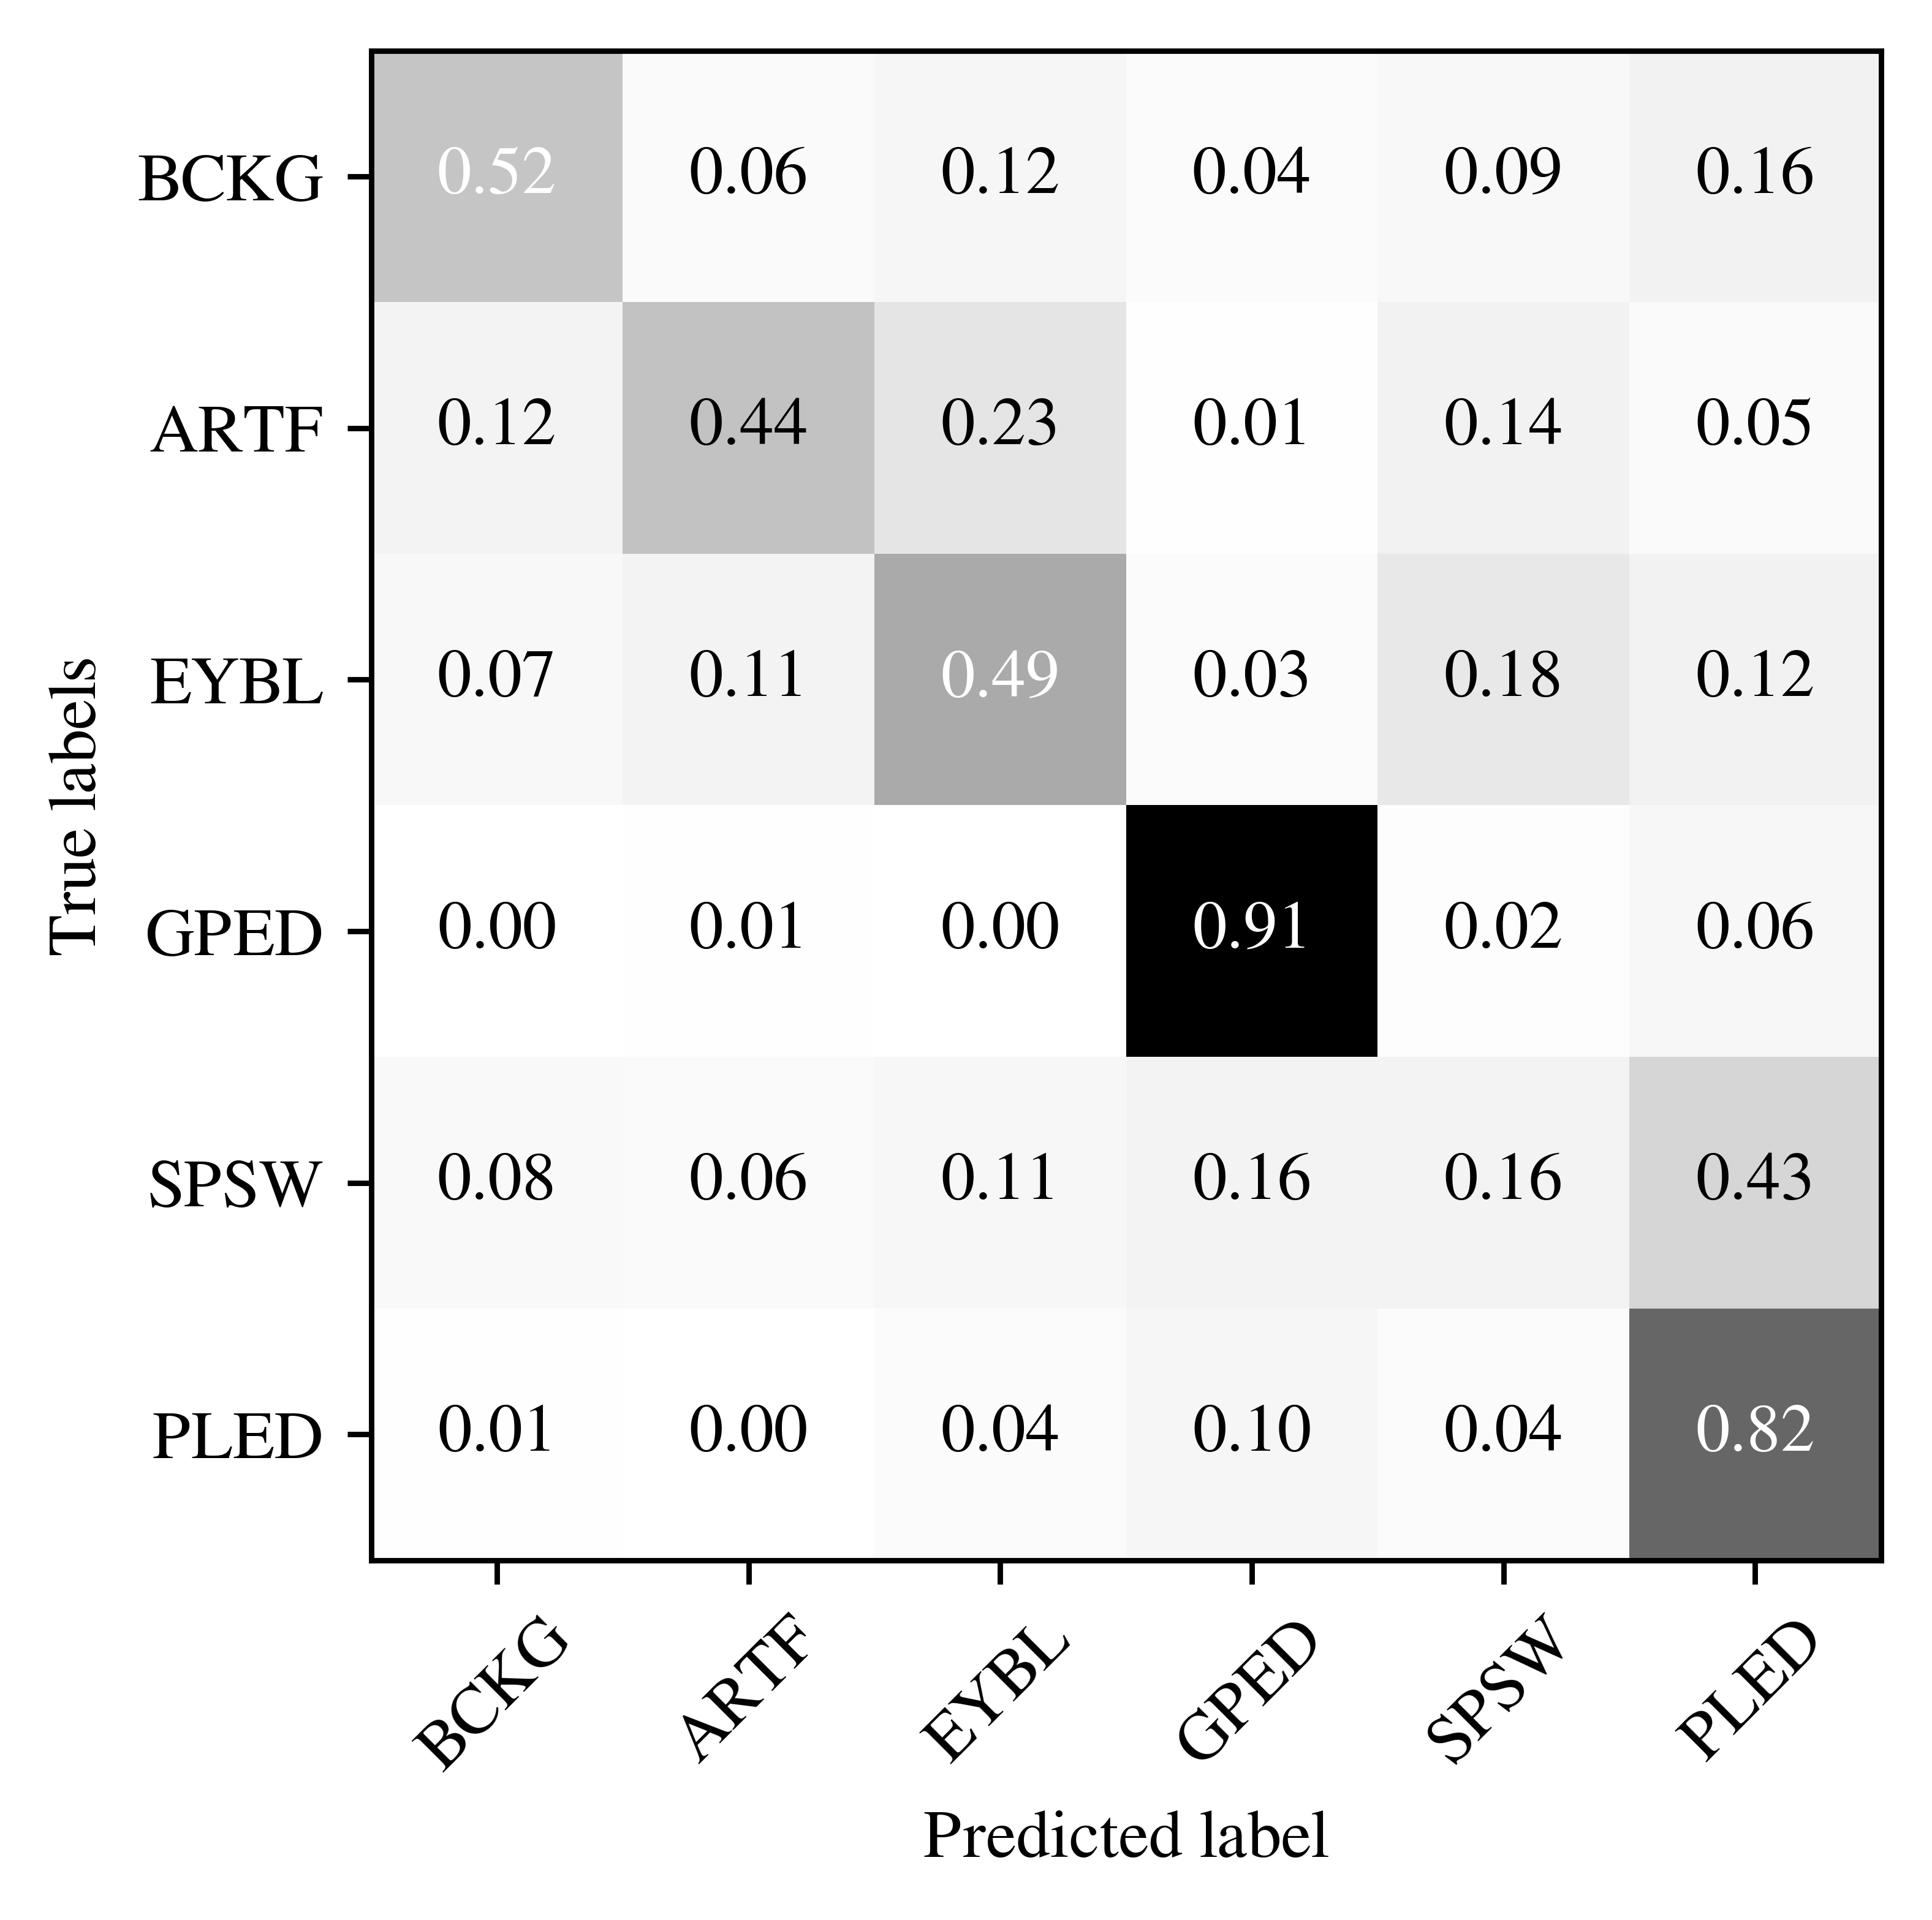 BCKG 0.52 0.06 0.12 0.04 0.09 0.16
ARTF 0.12 0.44 0.23 0.01 0.14 0.05
EYBL 0.07 0.11 0.49 0.03 0.18 0.12
GPED 0.00 0.01 0.00 0.91 0.02 0.06
SPSW 0.08 0.06 0.11 0.16 0.16 0.43
PLED 0.01 0.00 0.04 0.10 0.04 0.82
True labels
BCKG ARTF EYBL GPED SPSW PLED
Predicted label